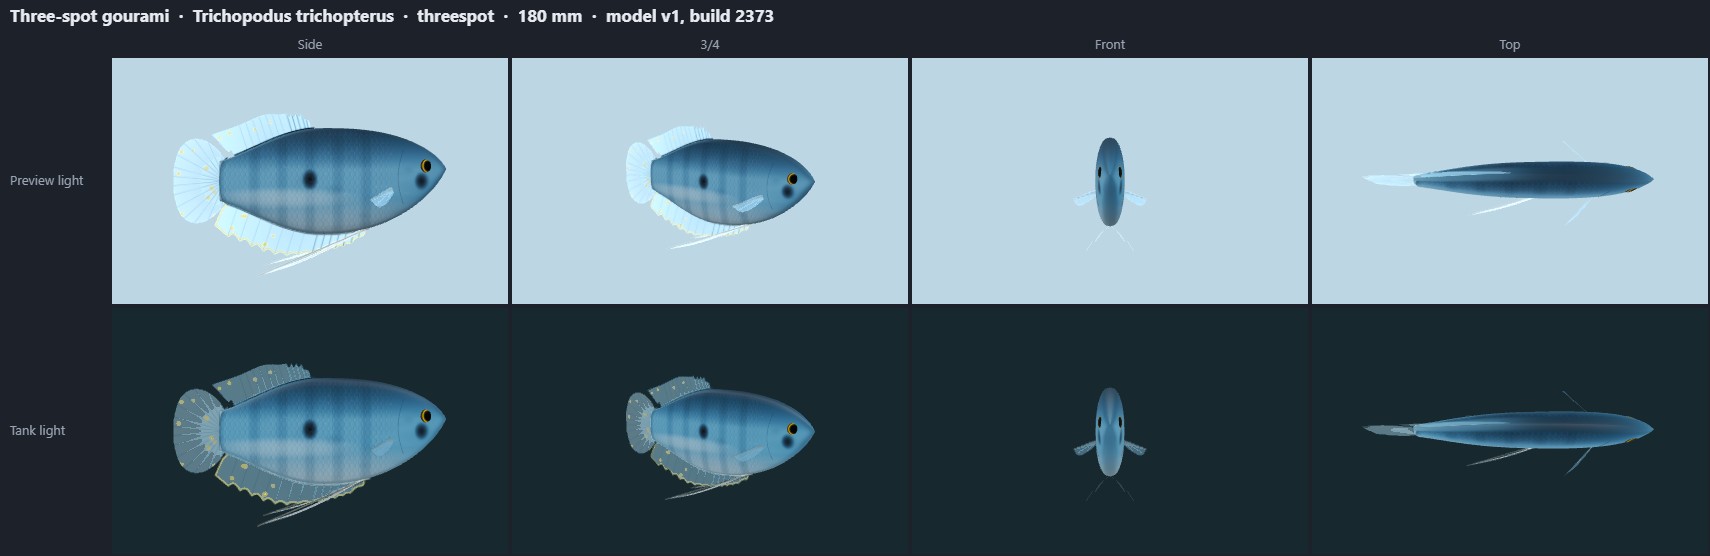 Three-spot gourami · Trichopodus trichopterus · threespot · 180 mm · model v1, build 2373
Side 3/4 Front Top
Preview light
Tank light